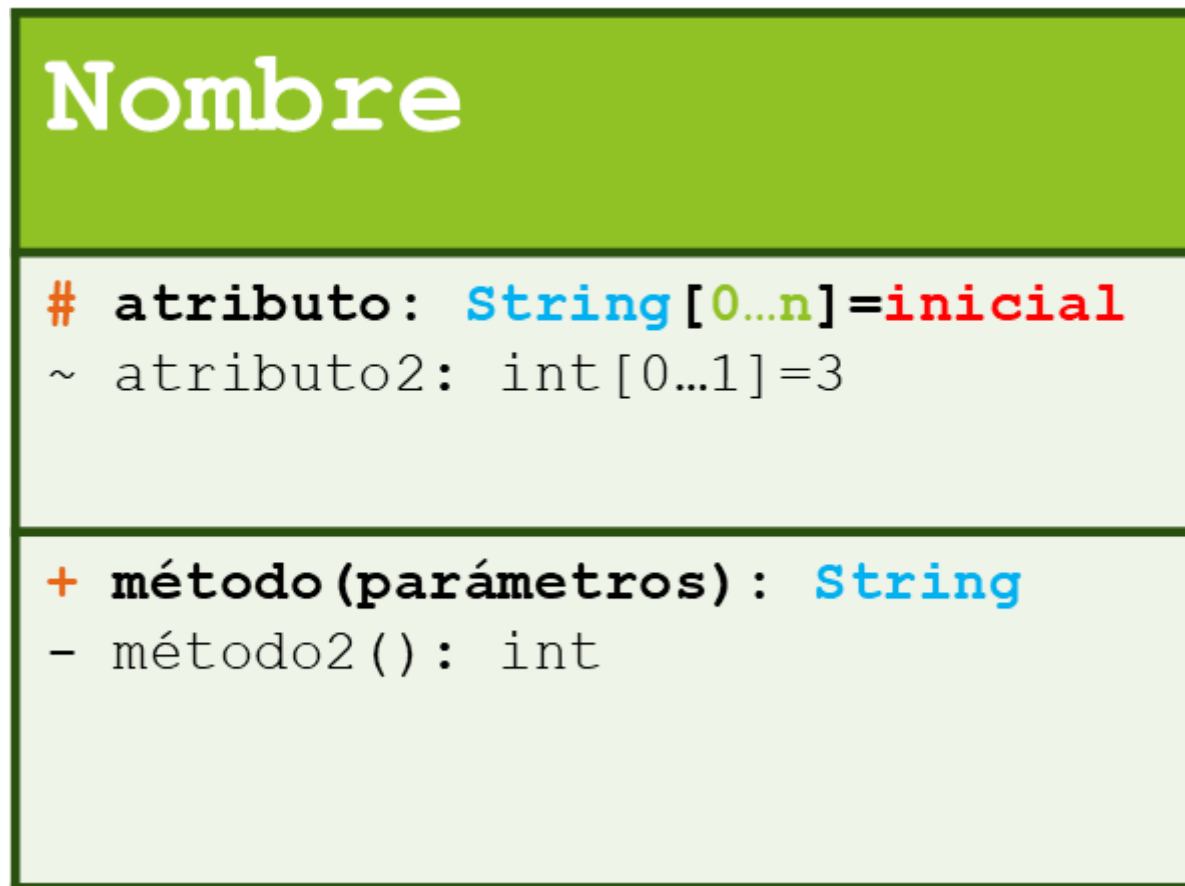 Nombre
# atributo: String[0…n]=inicial
~ atributo2: int[0…1]=3
+ método(parámetros): String
- método2(): int